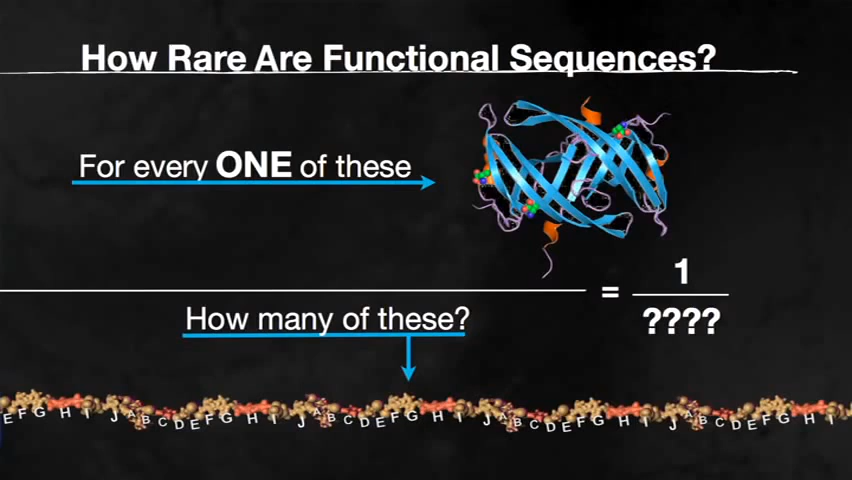 How Rare Are Functional Sequences?
For every ONE of these
= 1
????
How many of these?
E F G H I J A B C D E F G H I J A B C D E F G H I J A B C D E F G H I J A B C D E F G H I